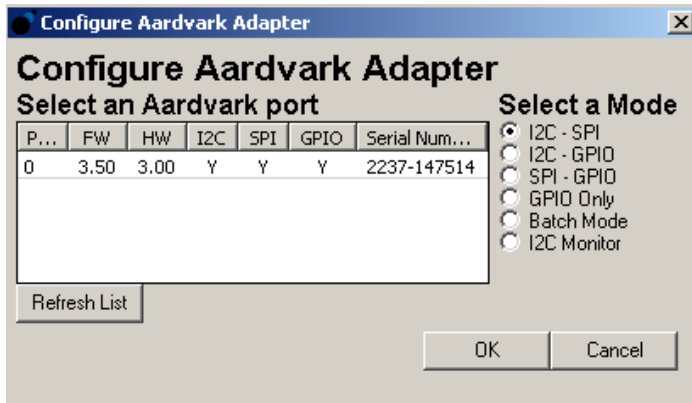 Configure Aardvark Adapter
Configure Aardvark Adapter
Select an Aardvark port
P... FW HW I2C SPI GPIO Serial Num...
0 3.50 3.00 Y Y Y 2237-147514
Refresh List
Select a Mode
I2C - SPI
I2C - GPIO
SPI - GPIO
GPIO Only
Batch Mode
I2C Monitor
OK Cancel